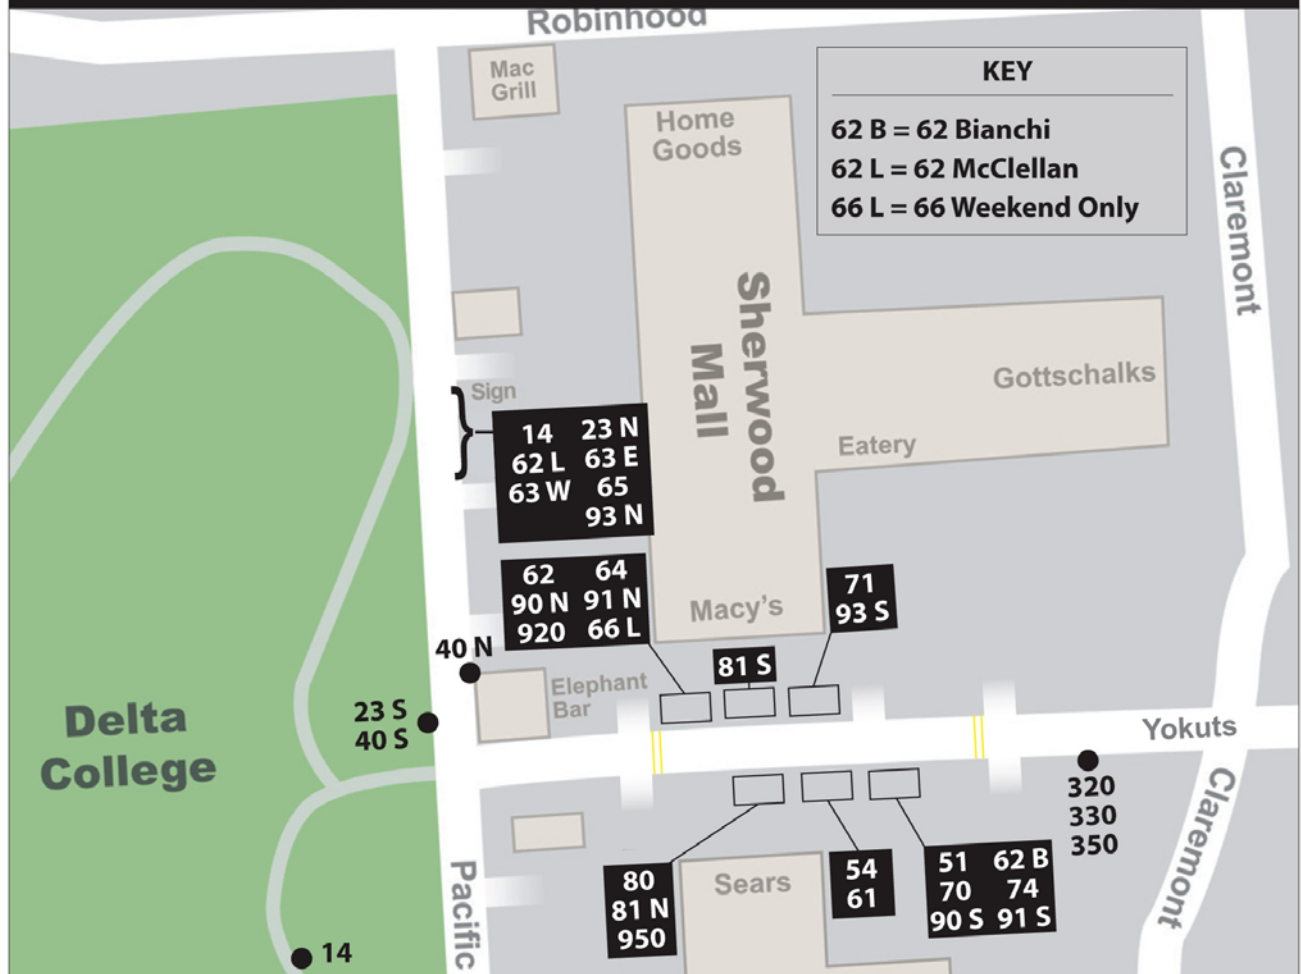 Robinhood
Mac
Grill
Home
Goods
KEY
62 B = 62 Bianchi
62 L = 62 McClellan
66 L = 66 Weekend Only
Claremont
Sherwood
Mall
Gottschalks
Eatery
Sign
14 23 N
62 L 63 E
63 W 65
93 N
62 64
90 N 91 N
920 66 L
Macy's
71
93 S
81 S
40 N
Elephant
Bar
23 S
40 S
Delta
College
Yokuts
320
330
350
Claremont
Pacific
80
81 N
950
Sears
54
61
51 62 B
70 74
90 S 91 S
14